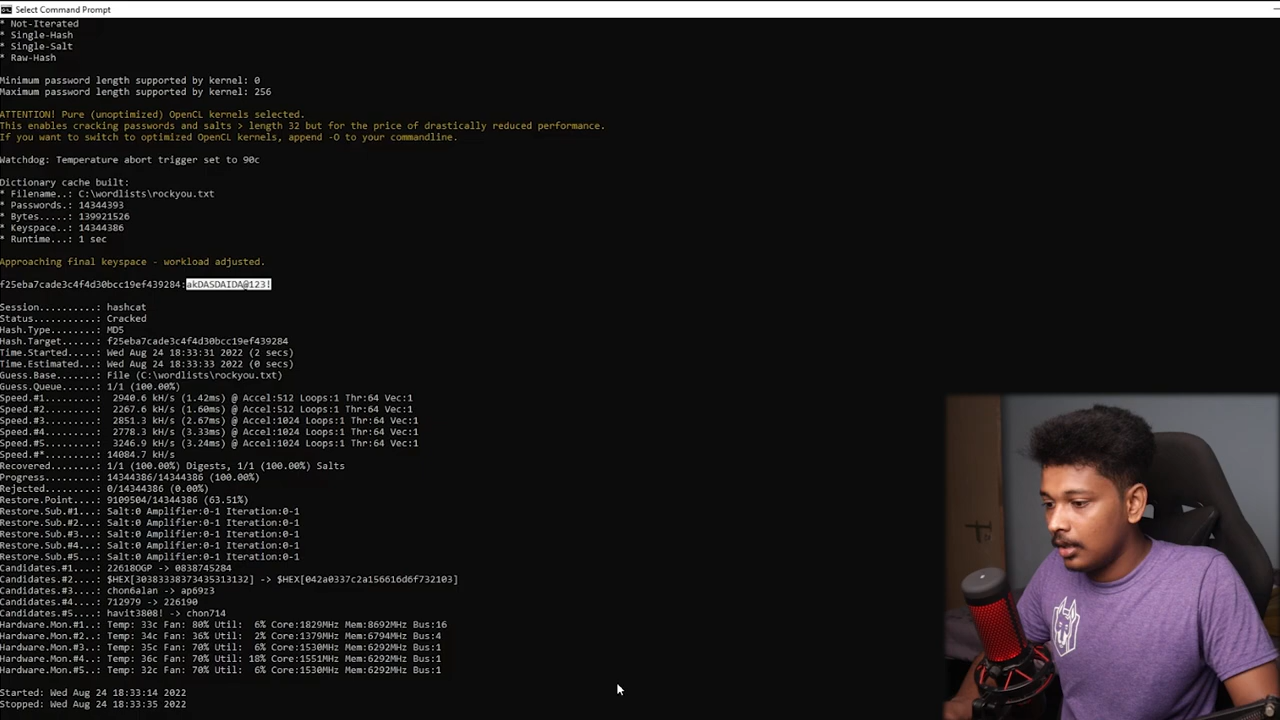 Select Command Prompt
* Not-Iterated
* Single-Hash
* Single-Salt
* Raw-Hash
Minimum password length supported by kernel: 0
Maximum password length supported by kernel: 256
ATTENTION! Pure (unoptimized) OpenCL kernels selected.
This enables cracking passwords and salts > length 32 but for the price of drastically reduced performance.
If you want to switch to optimized OpenCL kernels, append -O to your commandline.
Watchdog: Temperature abort trigger set to 90c
Dictionary cache built:
* Filename..: C:\wordlists\rockyou.txt
* Passwords.: 14344393
* Bytes.....: 139921526
* Keyspace..: 14344386
* Runtime...: 1 sec
Approaching final keyspace - workload adjusted.
f25eba7cade3c4f4d30bcc19ef439284:akDASDAIDA@123!
Session..........: hashcat
Status...........: Cracked
Hash.Type........: MD5
Hash.Target......: f25eba7cade3c4f4d30bcc19ef439284
Time.Started.....: Wed Aug 24 18:33:31 2022 (2 secs)
Time.Estimated...: Wed Aug 24 18:33:33 2022 (0 secs)
Guess.Base.......: File (C:\wordlists\rockyou.txt)
Guess.Queue......: 1/1 (100.00%)
Speed.#1.........:  2940.6 kH/s (1.42ms) @ Accel:512 Loops:1 Thr:64 Vec:1
Speed.#2.........:  2267.6 kH/s (1.60ms) @ Accel:512 Loops:1 Thr:64 Vec:1
Speed.#3.........:  2851.3 kH/s (2.67ms) @ Accel:1024 Loops:1 Thr:64 Vec:1
Speed.#4.........:  2778.3 kH/s (3.33ms) @ Accel:1024 Loops:1 Thr:64 Vec:1
Speed.#5.........:  3246.9 kH/s (3.24ms) @ Accel:1024 Loops:1 Thr:64 Vec:1
Speed.#*.........: 14084.7 kH/s
Recovered........: 1/1 (100.00%) Digests, 1/1 (100.00%) Salts
Progress.........: 14344386/14344386 (100.00%)
Rejected.........: 0/14344386 (0.00%)
Restore.Point....: 9109504/14344386 (63.51%)
Restore.Sub.#1...: Salt:0 Amplifier:0-1 Iteration:0-1
Restore.Sub.#2...: Salt:0 Amplifier:0-1 Iteration:0-1
Restore.Sub.#3...: Salt:0 Amplifier:0-1 Iteration:0-1
Restore.Sub.#4...: Salt:0 Amplifier:0-1 Iteration:0-1
Restore.Sub.#5...: Salt:0 Amplifier:0-1 Iteration:0-1
Candidates.#1....: 22618OGP -> 0838745284
Candidates.#2....: $HEX[30383338373435313132] -> $HEX[042a0337c2a156616d6f732103]
Candidates.#3....: chon6alan -> ap69z3
Candidates.#4....: 712979 -> 226190
Candidates.#5....: havit3808! -> chon714
Hardware.Mon.#1..: Temp: 33c Fan: 80% Util:  6% Core:1829MHz Mem:8692MHz Bus:16
Hardware.Mon.#2..: Temp: 34c Fan: 36% Util:  2% Core:1379MHz Mem:6794MHz Bus:4
Hardware.Mon.#3..: Temp: 35c Fan: 70% Util:  6% Core:1530MHz Mem:6292MHz Bus:1
Hardware.Mon.#4..: Temp: 36c Fan: 70% Util: 18% Core:1551MHz Mem:6292MHz Bus:1
Hardware.Mon.#5..: Temp: 32c Fan: 70% Util:  6% Core:1530MHz Mem:6292MHz Bus:1
Started: Wed Aug 24 18:33:14 2022
Stopped: Wed Aug 24 18:33:35 2022